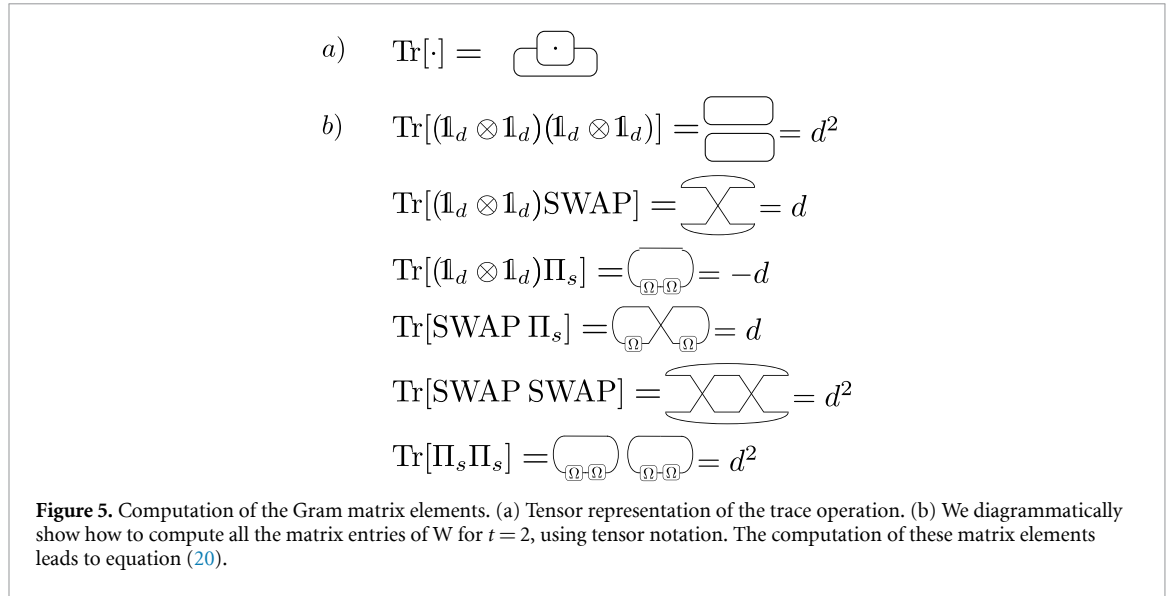 a) Tr[·] = ·
b) Tr[(𝟙_d ⊗ 𝟙_d)(𝟙_d ⊗ 𝟙_d)] = = d²
Tr[(𝟙_d ⊗ 𝟙_d)SWAP] = = d
Tr[(𝟙_d ⊗ 𝟙_d)Π_s] = Ω Ω = −d
Tr[SWAP Π_s] = Ω Ω = d
Tr[SWAP SWAP] = = d²
Tr[Π_sΠ_s] = Ω Ω Ω Ω = d²
Figure 5. Computation of the Gram matrix elements. (a) Tensor representation of the trace operation. (b) We diagrammatically
show how to compute all the matrix entries of W for t = 2, using tensor notation. The computation of these matrix elements
leads to equation (20).